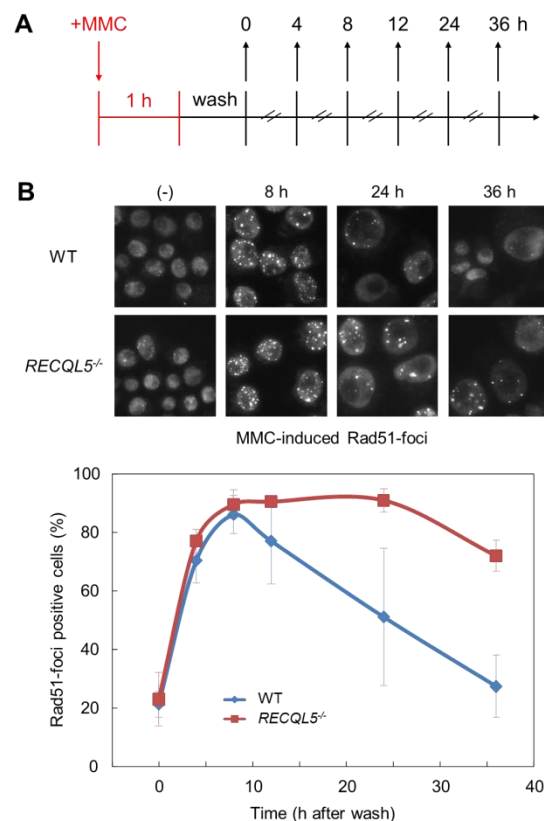 A
+MMC
0 4 8 12 24 36 h
1 h
wash
B
(-) 8 h 24 h 36 h
WT
RECQL5-/-
MMC-induced Rad51-foci
100
80
60
40
20
0
Rad51-foci positive cells (%)
WT
RECQL5-/-
0 10 20 30 40
Time (h after wash)